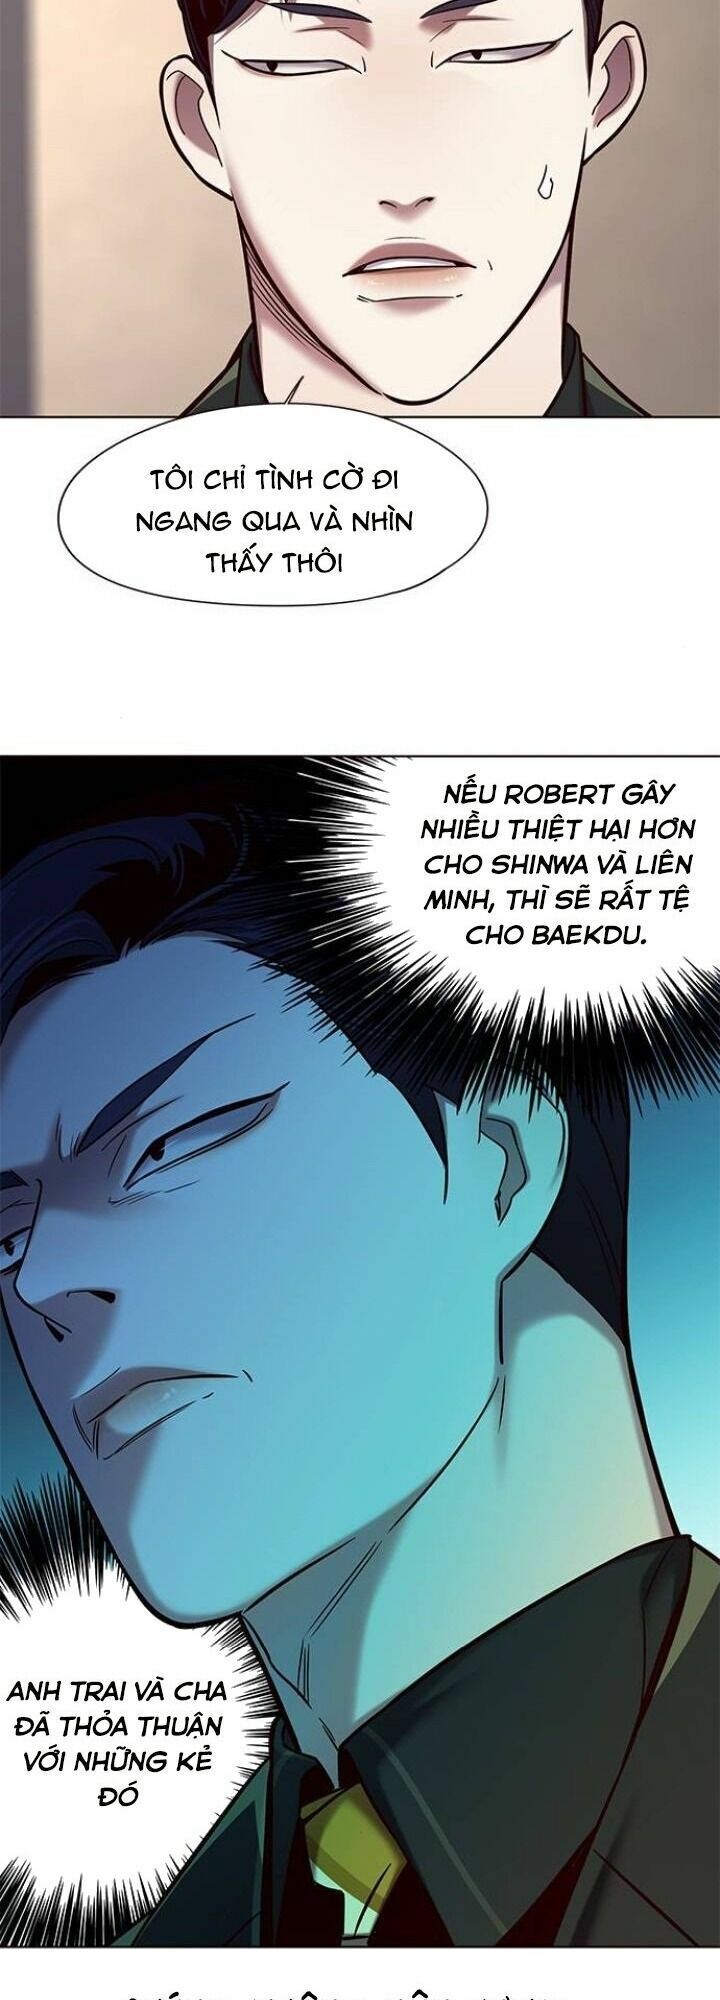 TÔI CHỈ TÌNH CỜ ĐI
NGANG QUA VÀ NHÌN
THẤY THÔI
NẾU ROBERT GÂY
NHIỀU THIỆT HẠI HƠN
CHO SHINWA VÀ LIÊN
MINH, THÌ SẼ RẤT TỆ
CHO BAEKDU.
ANH TRAI VÀ CHA
ĐÃ THỎA THUẬN
VỚI NHỮNG KẺ
ĐÓ